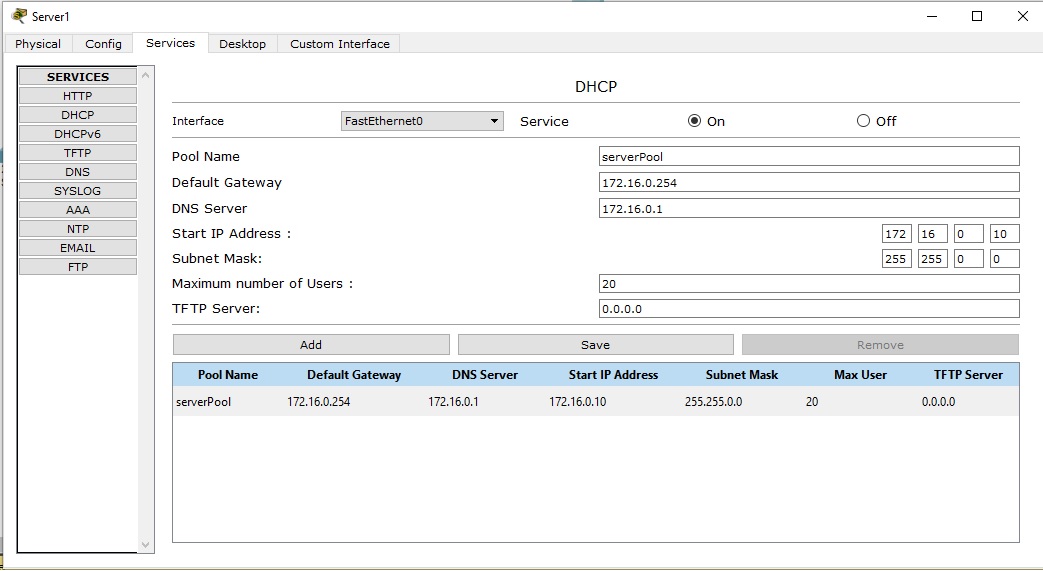 Server1
Physical Config Services Desktop Custom Interface
SERVICES
HTTP
DHCP
DHCPv6
TFTP
DNS
SYSLOG
AAA
NTP
EMAIL
FTP
DHCP
Interface FastEthernet0 Service On Off
Pool Name serverPool
Default Gateway 172.16.0.254
DNS Server 172.16.0.1
Start IP Address : 172 16 0 10
Subnet Mask: 255 255 0 0
Maximum number of Users : 20
TFTP Server: 0.0.0.0
Add Save Remove
Pool Name Default Gateway DNS Server Start IP Address Subnet Mask Max User TFTP Server
serverPool 172.16.0.254 172.16.0.1 172.16.0.10 255.255.0.0 20 0.0.0.0